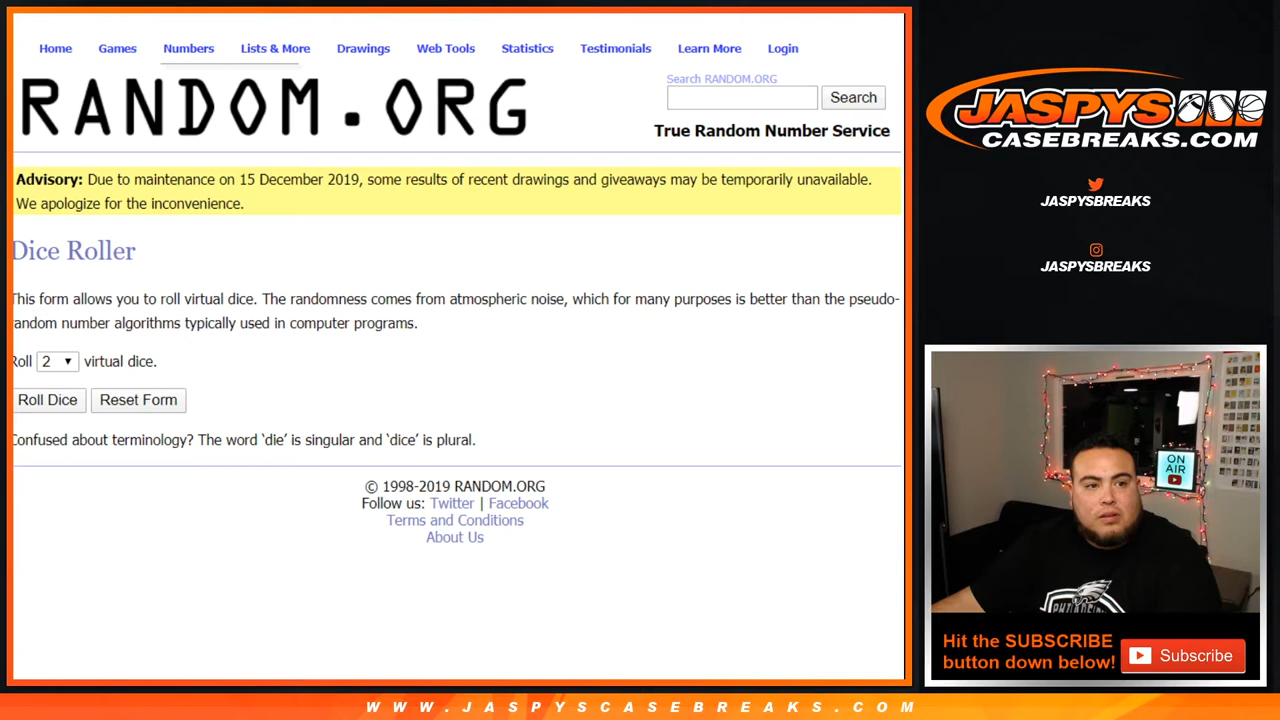 Home Games Numbers Lists & More Drawings Web Tools Statistics Testimonials Learn More Login
RANDOM.ORG
Search RANDOM.ORG
Search
True Random Number Service
Advisory: Due to maintenance on 15 December 2019, some results of recent drawings and giveaways may be temporarily unavailable.
We apologize for the inconvenience.
Dice Roller
This form allows you to roll virtual dice. The randomness comes from atmospheric noise, which for many purposes is better than the pseudo-
random number algorithms typically used in computer programs.
Roll 2 virtual dice.
Roll Dice Reset Form
Confused about terminology? The word ‘die’ is singular and ‘dice’ is plural.
© 1998-2019 RANDOM.ORG
Follow us: Twitter | Facebook
Terms and Conditions
About Us
JASPYS
CASEBREAKS.COM
JASPYSBREAKS
JASPYSBREAKS
ON
AIR
Hit the SUBSCRIBE
button down below!
Subscribe
WWW.JASPYSCASEBREAKS.COM